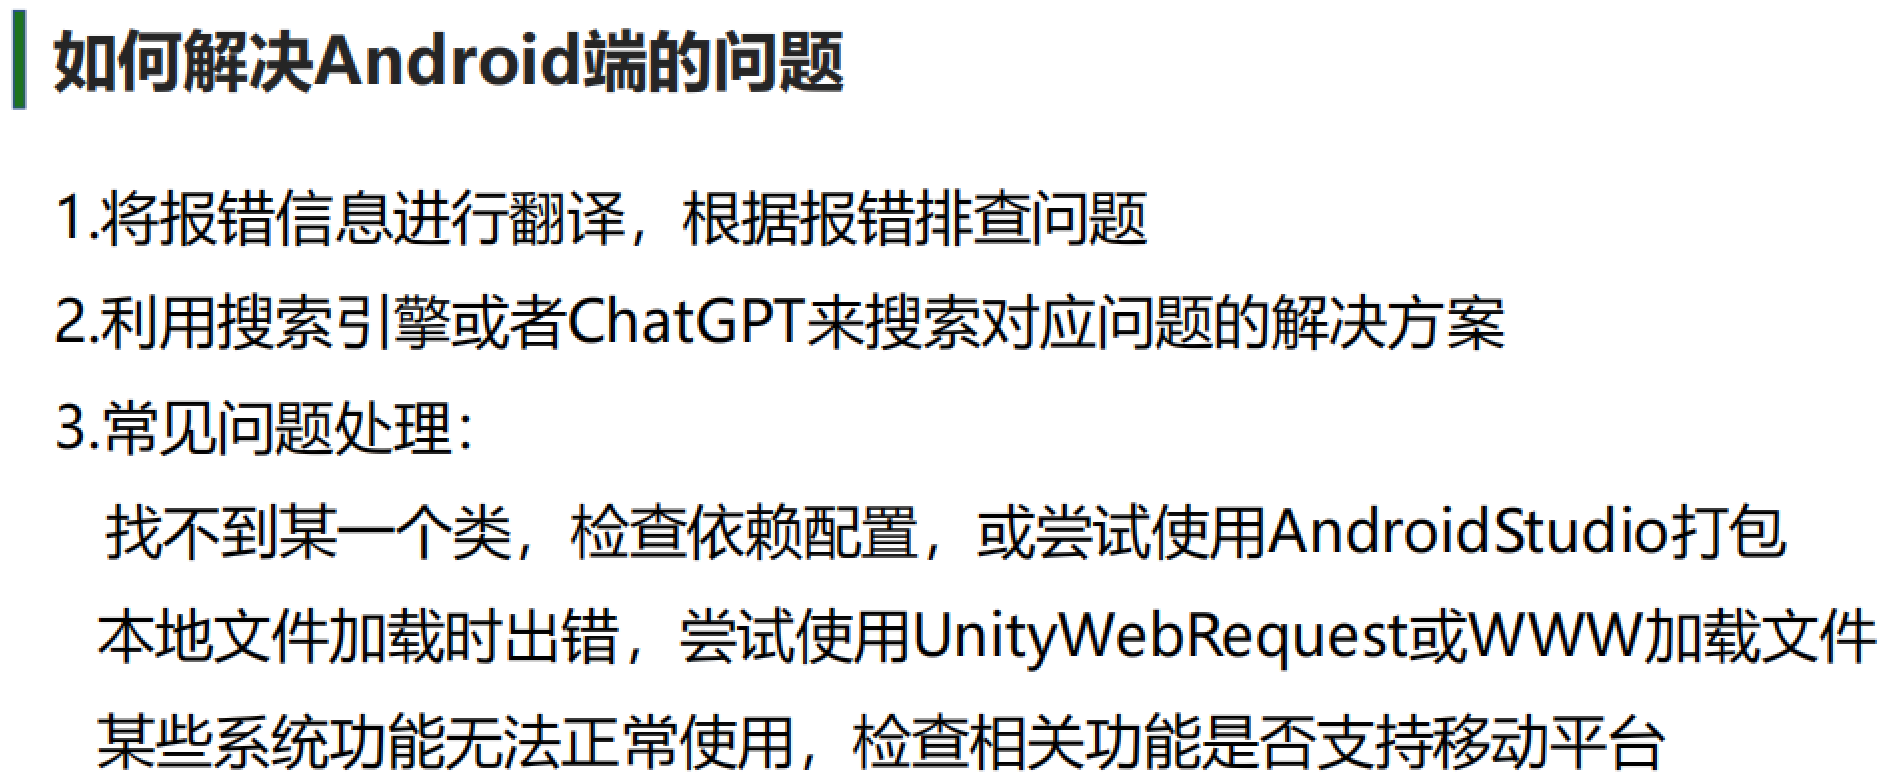 如何解决Android端的问题
1.将报错信息进行翻译，根据报错排查问题
2.利用搜索引擎或者ChatGPT来搜索对应问题的解决方案
3.常见问题处理：
找不到某一个类，检查依赖配置，或尝试使用AndroidStudio打包
本地文件加载时出错，尝试使用UnityWebRequest或WWW加载文件
某些系统功能无法正常使用，检查相关功能是否支持移动平台